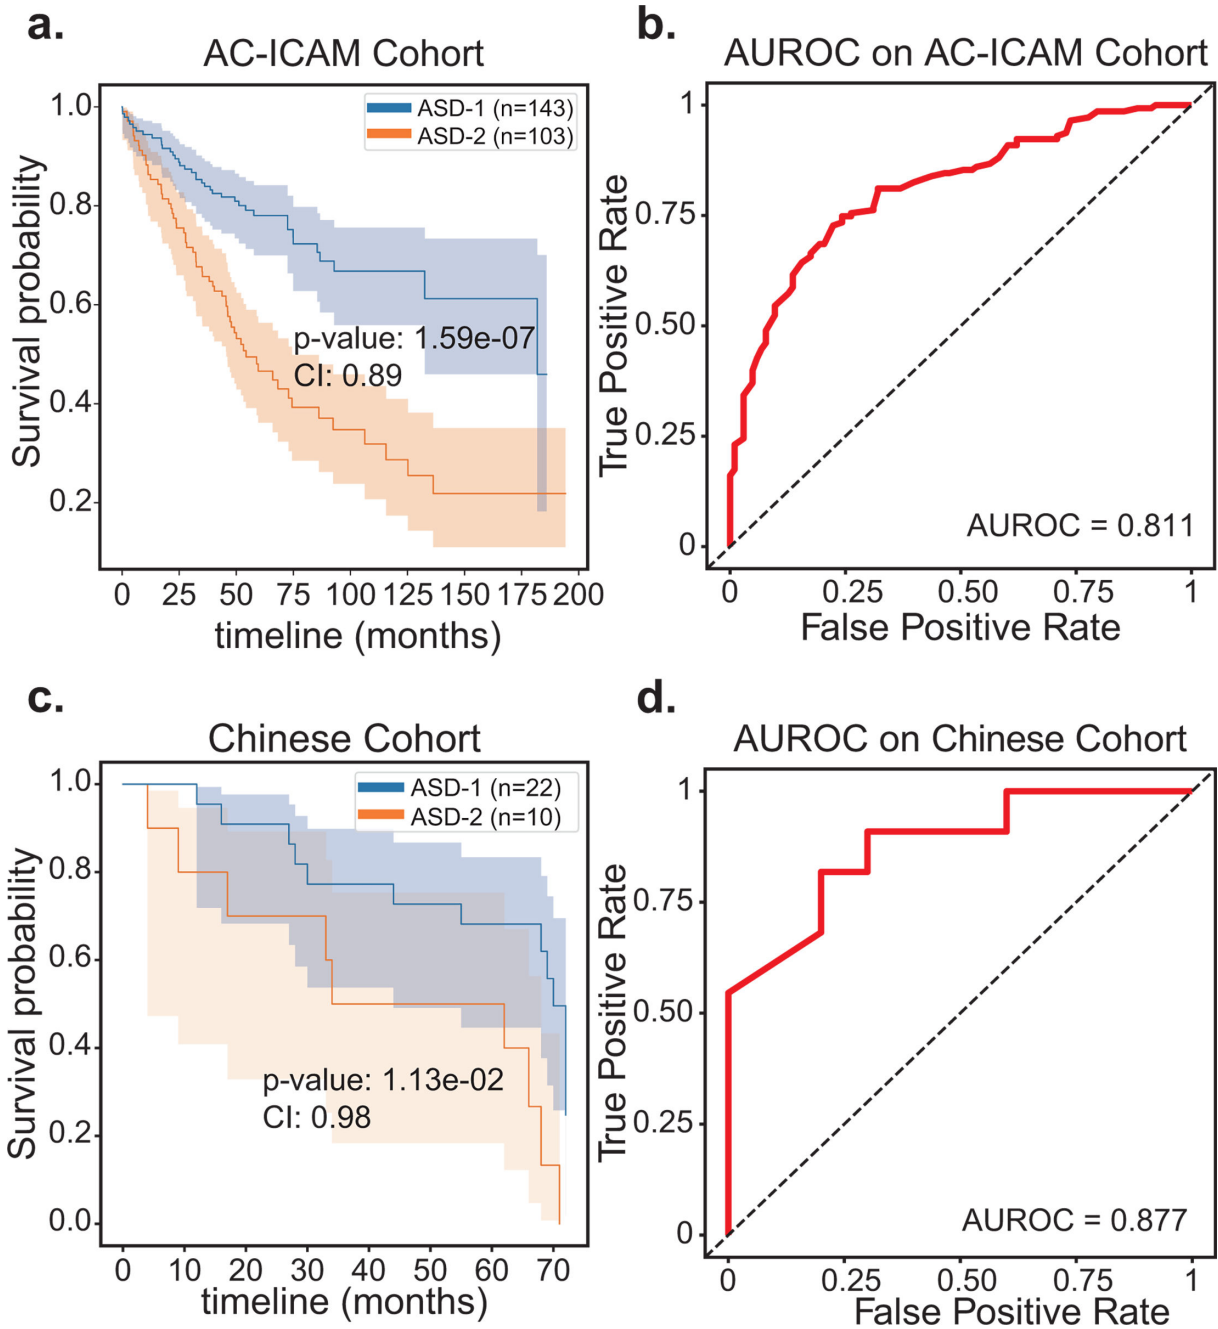 a.
AC-ICAM Cohort
ASD-1 (n=143)
ASD-2 (n=103)
Survival probability
1.0
0.8
0.6
0.4
0.2
p-value: 1.59e-07
CI: 0.89
0 25 50 75 100 125 150 175 200
timeline (months)
b.
AUROC on AC-ICAM Cohort
True Positive Rate
1
0.75
0.50
0.25
0
AUROC = 0.811
0 0.25 0.50 0.75 1
False Positive Rate
c.
Chinese Cohort
ASD-1 (n=22)
ASD-2 (n=10)
Survival probability
1.0
0.8
0.6
0.4
0.2
0.0
p-value: 1.13e-02
CI: 0.98
0 10 20 30 40 50 60 70
timeline (months)
d.
AUROC on Chinese Cohort
True Positive Rate
1
0.75
0.50
0.25
0
AUROC = 0.877
0 0.25 0.50 0.75 1
False Positive Rate